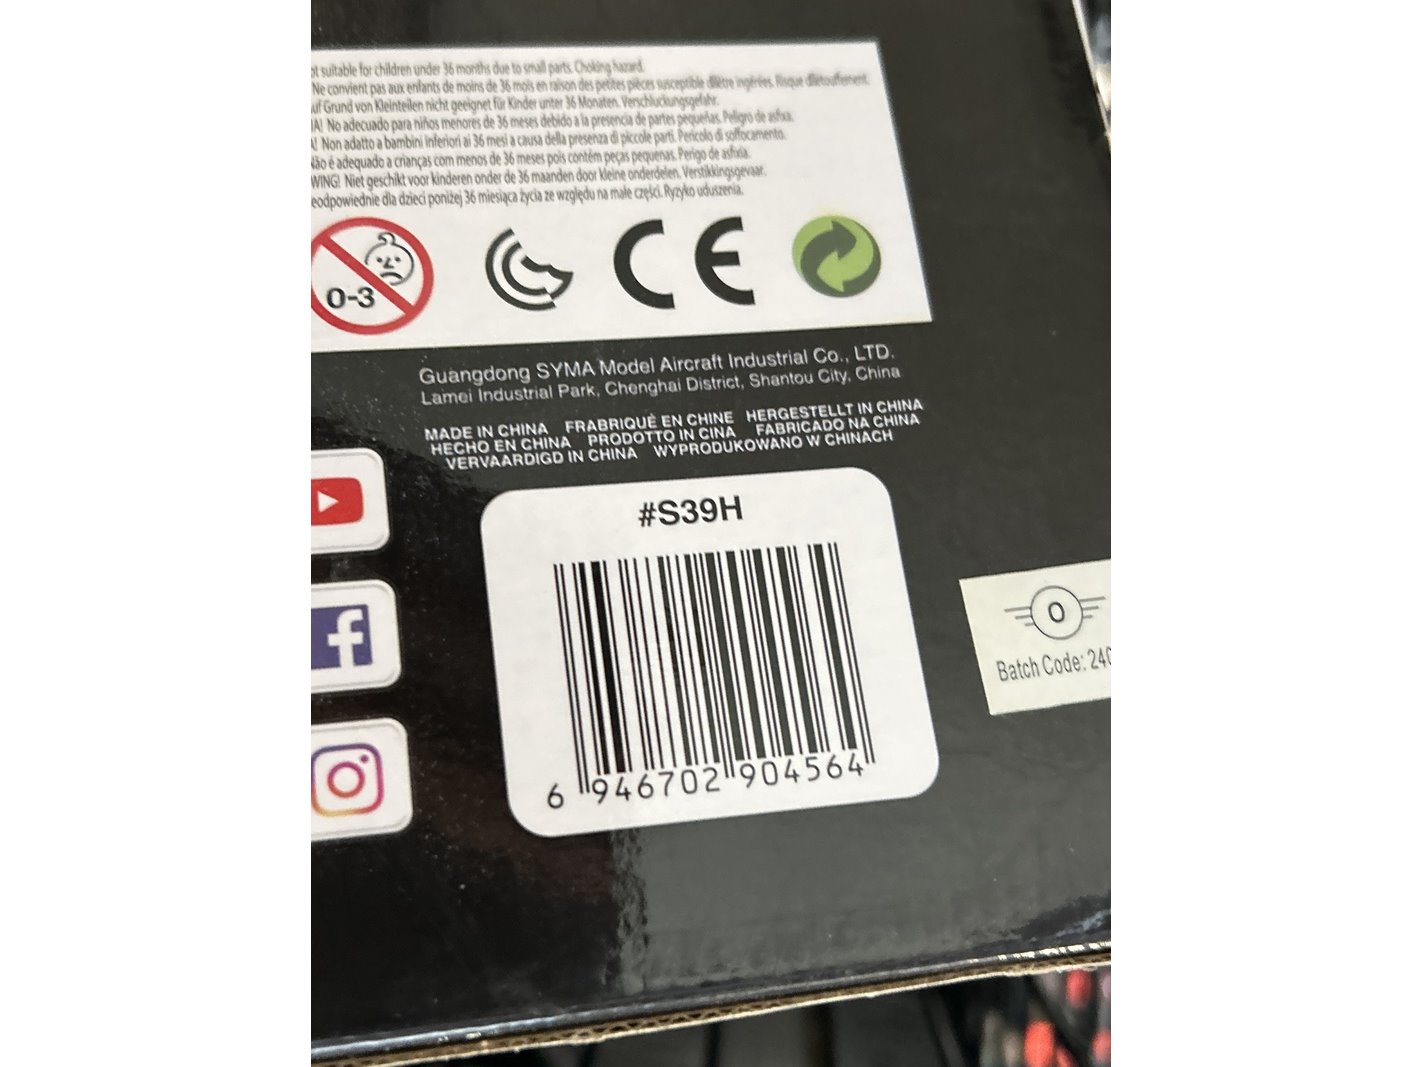 ot suitable for children under 36 months due to small parts. Choking hazard.
Ne convient pas aux enfants de moins de 36 mois en raison des petites pièces susceptible d'être ingérées. Risque d'étouffement.
uf Grund von Kleinteilen nicht geeignet für Kinder unter 36 Monaten. Verschluckungsgefahr.
IA! No adecuado para niños menores de 36 meses debido a la presencia de partes pequeñas. Peligro de asfixia.
A! Non adatto a bambini inferiori ai 36 mesi a causa della presenza di piccole parti. Pericolo di soffocamento.
Não é adequado a crianças com menos de 36 meses pois contém peças pequenas. Perigo de asfixia.
WING! Niet geschikt voor kinderen onder de 36 maanden door kleine onderdelen. Verstikkingsgevaar.
eodpowiednie dla dzieci poniżej 36 miesiąca życia ze względu na małe części. Ryzyko uduszenia.
0-3
CE
Guangdong SYMA Model Aircraft Industrial Co., LTD.
Lamei Industrial Park, Chenghai District, Shantou City, China
MADE IN CHINA FRABRIQUÈ EN CHINE HERGESTELLT IN CHINA
HECHO EN CHINA PRODOTTO IN CINA FABRICADO NA CHINA
VERVAARDIGD IN CHINA WYPRODUKOWANO W CHINACH
#S39H
6 946702 904564
O
Batch Code: 240